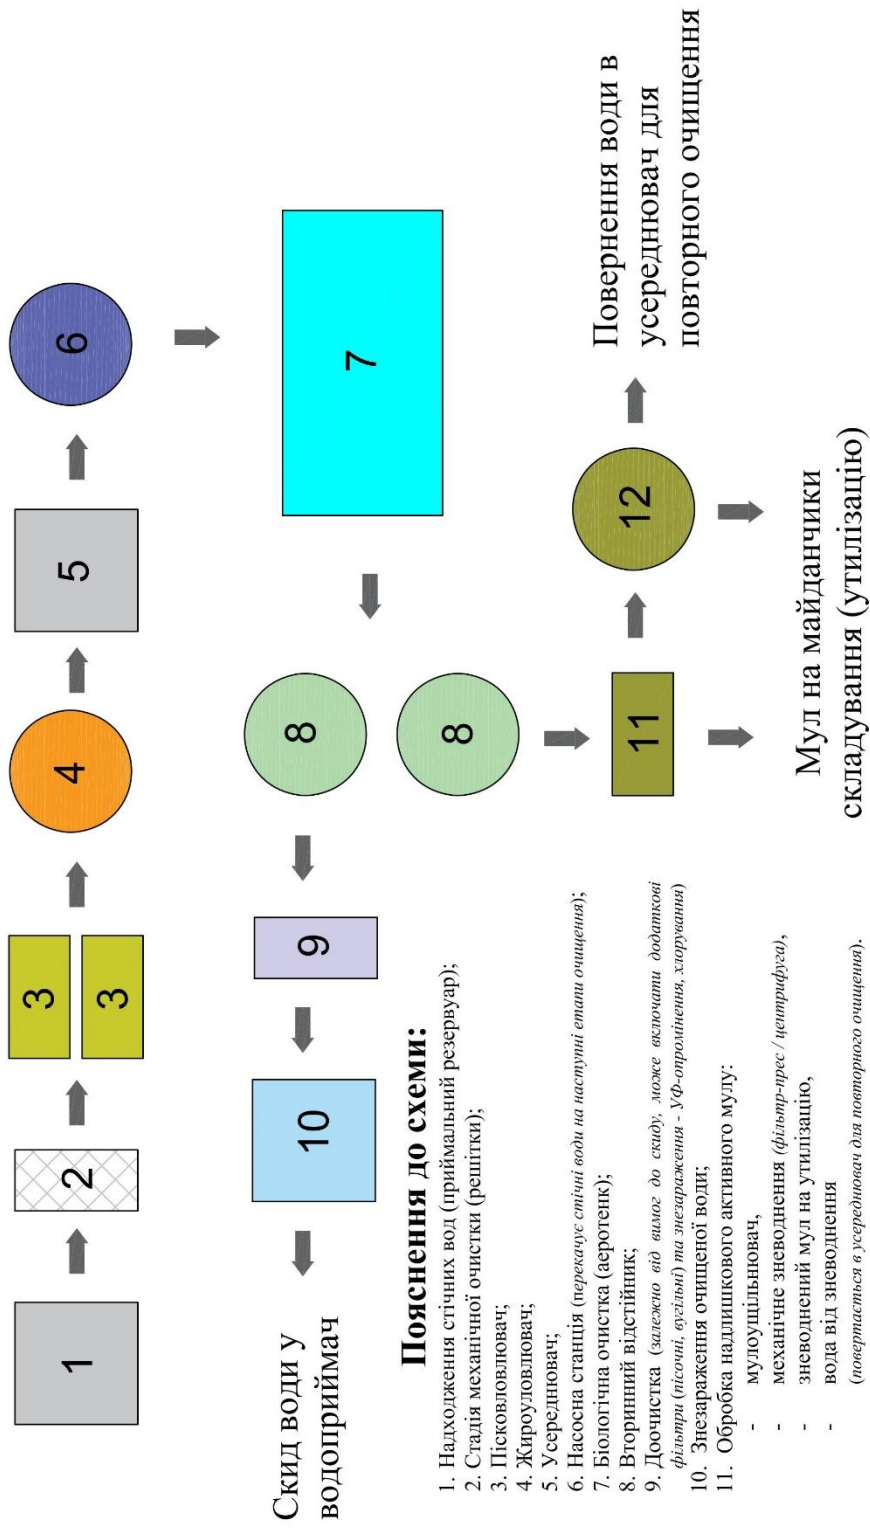 1
2
3
3
4
5
6
7
8
8
9
10
11
12
Скид води у
водоприймач
Повернення води в
усереднювач для
повторного очищення
Мул на майданчики
складування (утилізацію)
Пояснення до схеми:
1. Надходження стічних вод (приймальний резервуар);
2. Стадія механічної очистки (решітки);
3. Пісковловлювач;
4. Жироуловлювач;
5. Усереднювач;
6. Насосна станція (перекачує стічні води на наступні етапи очищення);
7. Біологічна очистка (аеротенк);
8. Вторинний відстійник;
9. Доочистка (залежно від вимог до скиду, може включати додаткові
фільтри (пісочні, вугільні) та знезараження - УФ-опромінення, хлорування)
10. Знезараження очищеної води;
11. Обробка надлишкового активного мулу:
- мулоущільнювач,
- механічне зневоднення (фільтр-прес / центрифуга),
- зневоднений мул на утилізацію,
- вода від зневоднення
(повертається в усереднювач для повторного очищення).